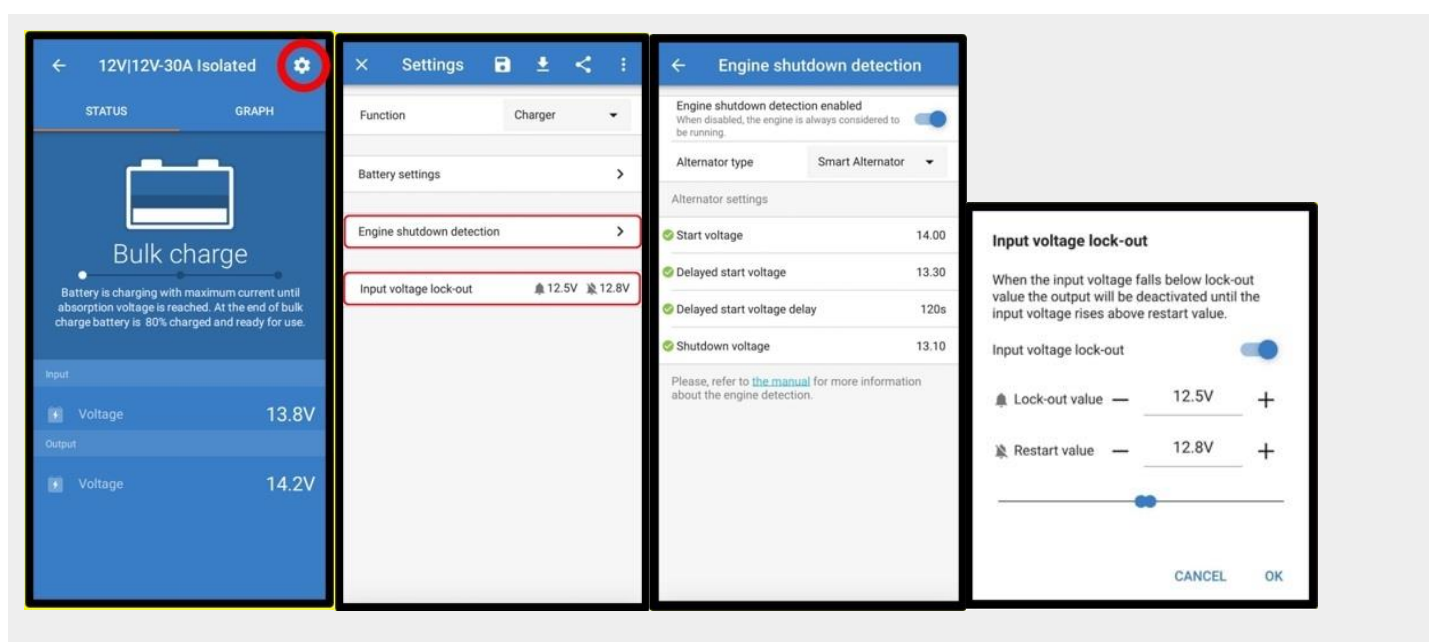 12V|12V-30A Isolated
STATUS
GRAPH
Bulk charge
Battery is charging with maximum current until
absorption voltage is reached. At the end of bulk
charge battery is 80% charged and ready for use.
Input
Voltage 13.8V
Output
Voltage 14.2V
Settings
Function Charger
Battery settings
Engine shutdown detection
Input voltage lock-out 12.5V 12.8V
Engine shutdown detection
Engine shutdown detection enabled
When disabled, the engine is always considered to
be running.
Alternator type Smart Alternator
Alternator settings
Start voltage 14.00
Delayed start voltage 13.30
Delayed start voltage delay 120s
Shutdown voltage 13.10
Please, refer to the manual for more information
about the engine detection.
Input voltage lock-out
When the input voltage falls below lock-out
value the output will be deactivated until the
input voltage rises above restart value.
Input voltage lock-out
Lock-out value — 12.5V +
Restart value — 12.8V +
CANCEL OK